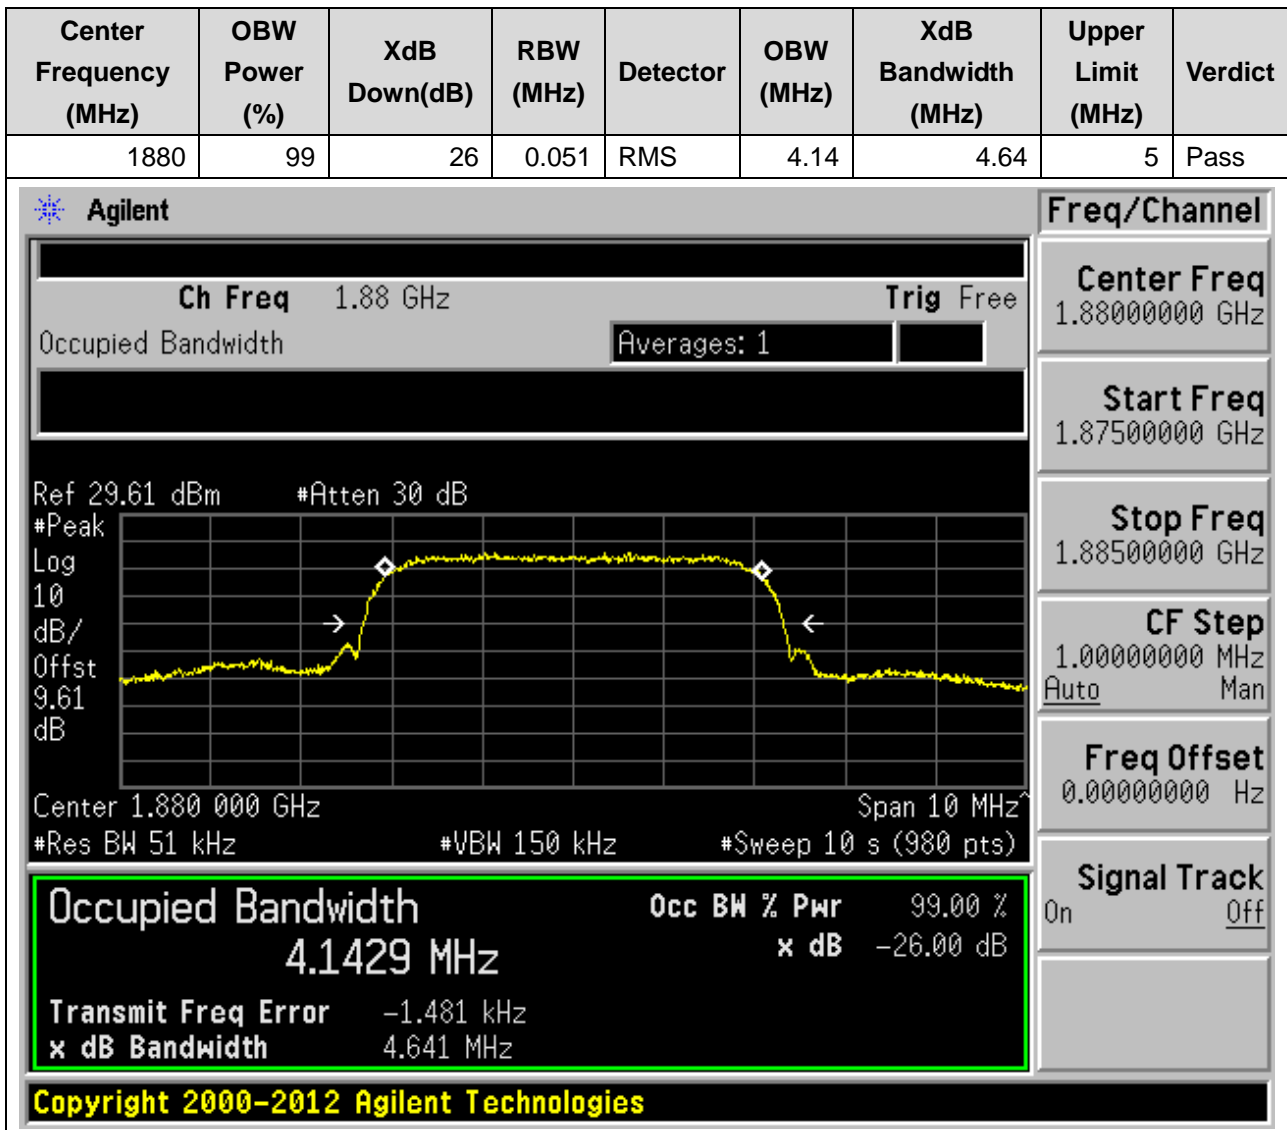 Center Frequency (MHz) OBW Power (%) XdB Down(dB) RBW (MHz) Detector OBW (MHz) XdB Bandwidth (MHz) Upper Limit (MHz) Verdict
1880 99 26 0.051 RMS 4.14 4.64 5 Pass
Agilent
Freq/Channel
Ch Freq 1.88 GHz Trig Free
Occupied Bandwidth Averages: 1
Center Freq
1.88000000 GHz
Start Freq
1.87500000 GHz
Stop Freq
1.88500000 GHz
CF Step
1.00000000 MHz
Auto Man
Freq Offset
0.00000000 Hz
Signal Track
On Off
Ref 29.61 dBm #Atten 30 dB
#Peak
Log
10
dB/
Offst
9.61
dB
Center 1.880 000 GHz Span 10 MHz^
#Res BW 51 kHz #VBW 150 kHz #Sweep 10 s (980 pts)
Occupied Bandwidth Occ BW % Pwr 99.00 %
4.1429 MHz x dB -26.00 dB
Transmit Freq Error -1.481 kHz
x dB Bandwidth 4.641 MHz
Copyright 2000-2012 Agilent Technologies